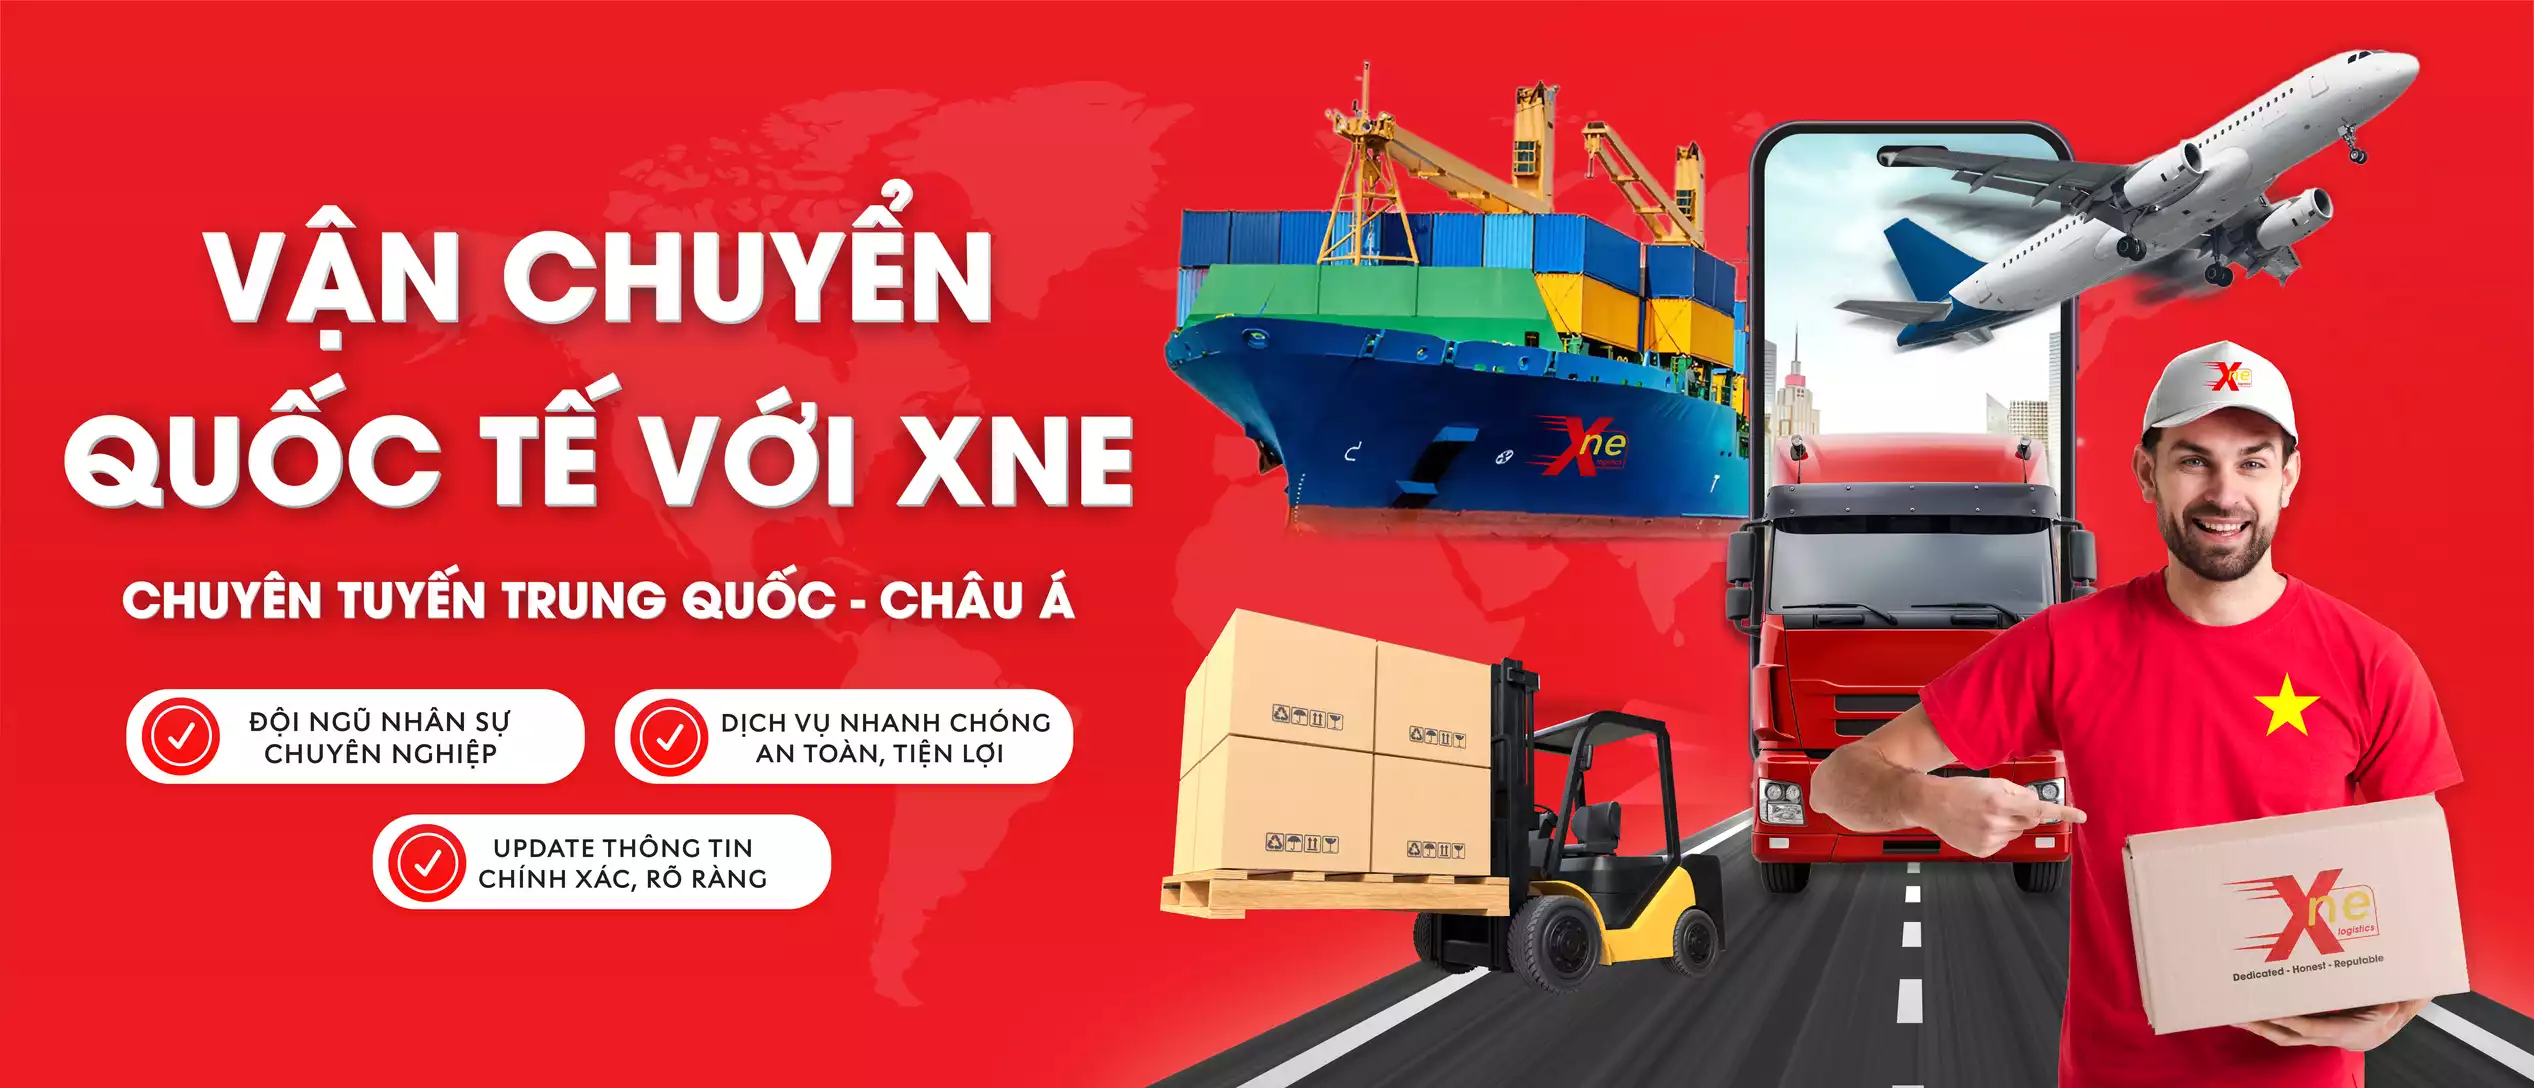 VẬN CHUYỂN
QUỐC TẾ VỚI XNE
CHUYÊN TUYẾN TRUNG QUỐC - CHÂU Á
ĐỘI NGŨ NHÂN SỰ
CHUYÊN NGHIỆP
DỊCH VỤ NHANH CHÓNG
AN TOÀN, TIỆN LỢI
UPDATE THÔNG TIN
CHÍNH XÁC, RÕ RÀNG
Xne
logistics
Xne
logistics
Xne
logistics
Dedicated - Honest - Reputable